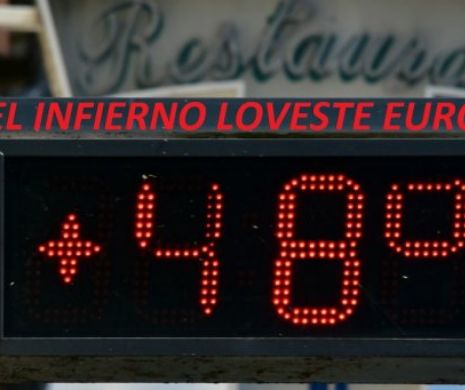 Restaura
EL INFIERNO LOVESTE EURO
+48°